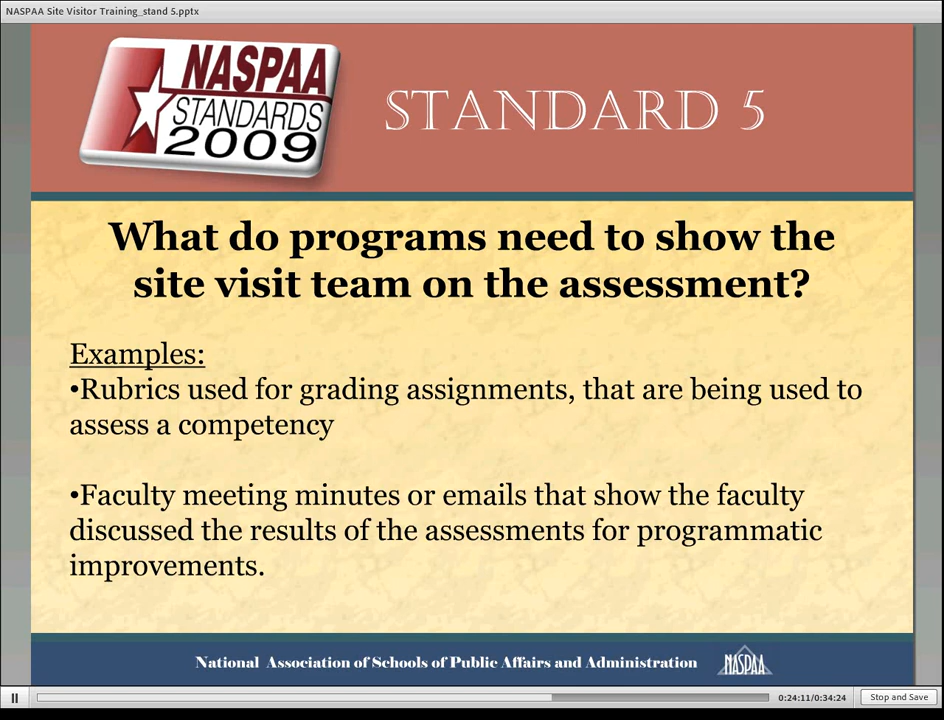 NASPAA Site Visitor Training_stand 5.pptx
NASPAA
STANDARDS
2009
STANDARD 5
What do programs need to show the
site visit team on the assessment?
Examples:
•Rubrics used for grading assignments, that are being used to
assess a competency
•Faculty meeting minutes or emails that show the faculty
discussed the results of the assessments for programmatic
improvements.
National Association of Schools of Public Affairs and Administration
NASPAA
0:24:11/0:34:24
Stop and Save